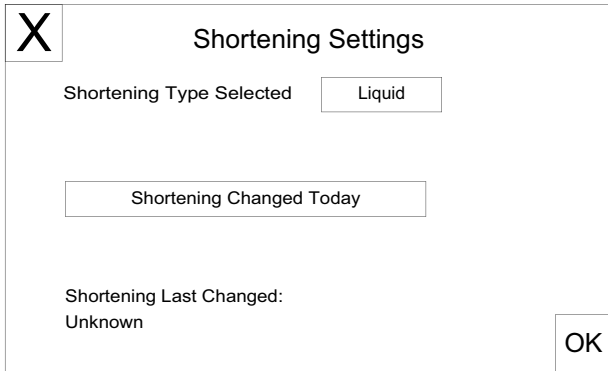 X
Shortening Settings
Shortening Type Selected Liquid
Shortening Changed Today
Shortening Last Changed:
Unknown
OK